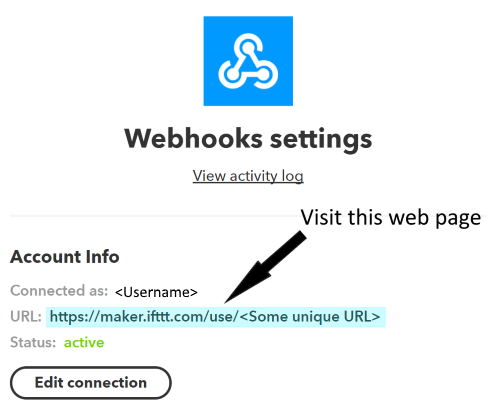 Webhooks settings
View activity log
Visit this web page
Account Info
Connected as: <Username>
URL: https://maker.ifttt.com/use/<Some unique URL>
Status: active
Edit connection